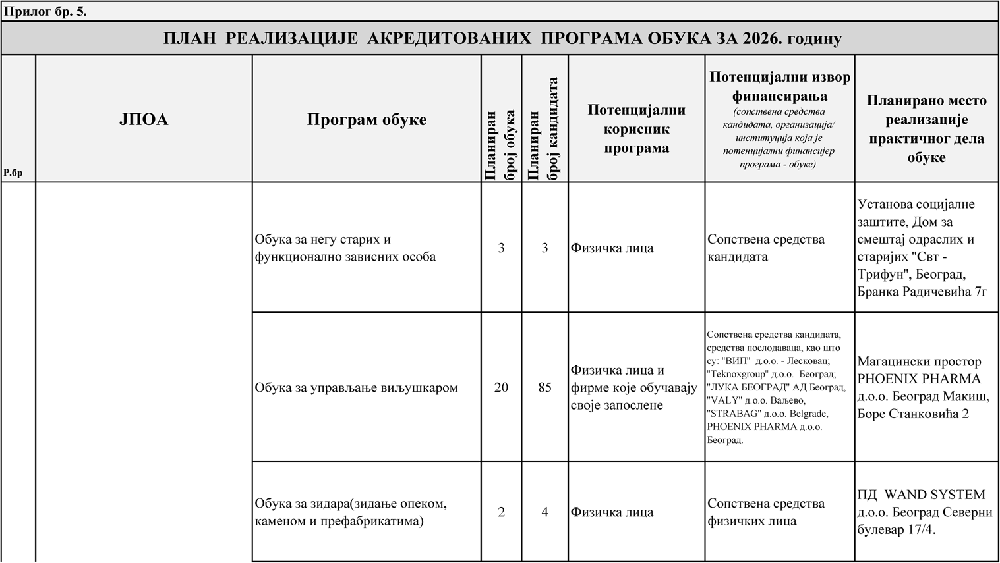 Прилог бр. 5.
ПЛАН РЕАЛИЗАЦИЈЕ АКРЕДИТОВАНИХ ПРОГРАМА ОБУКА ЗА 2026. годину
Р.бр
ЈПОА
Програм обуке
Планиран
број обука
Планиран
број кандидата
Потенцијални
корисник
програма
Потенцијални извор
финансирања
(сопствена средства
кандидата, организација/
институција која је
потенцијални финансијер
програма - обуке)
Планирано место
реализације
практичног дела
обуке
Обука за негу старих и
функционално зависних особа
3
3
Физичка лица
Сопствена средства
кандидата
Установа социјалне
заштите, Дом за
смештај одраслих и
старијих "Свт -
Трифун", Београд,
Бранка Радичевића 7г
Обука за управљање виљушкаром
20
85
Физичка лица и
фирме које обучавају
своје запослене
Сопствена средства кандидата,
средства послодаваца, као што
су: "ВИП" д.о.о. - Лесковац;
"Teknoxgroup" д.о.о. Београд;
"ЛУКА БЕОГРАД" АД Београд,
"VALY" д.о.о. Ваљево,
"STRABAG" д.о.о. Belgrade,
PHOENIX PHARMA д.о.о.
Београд.
Магацински простор
PHOENIX PHARMA
д.о.о. Београд Макиш,
Боре Станковића 2
Обука за зидара(зидање опеком,
каменом и префабрикатима)
2
4
Физичка лица
Сопствена средства
физичких лица
ПД WAND SYSTEM
д.о.о. Београд Северни
булевар 17/4.